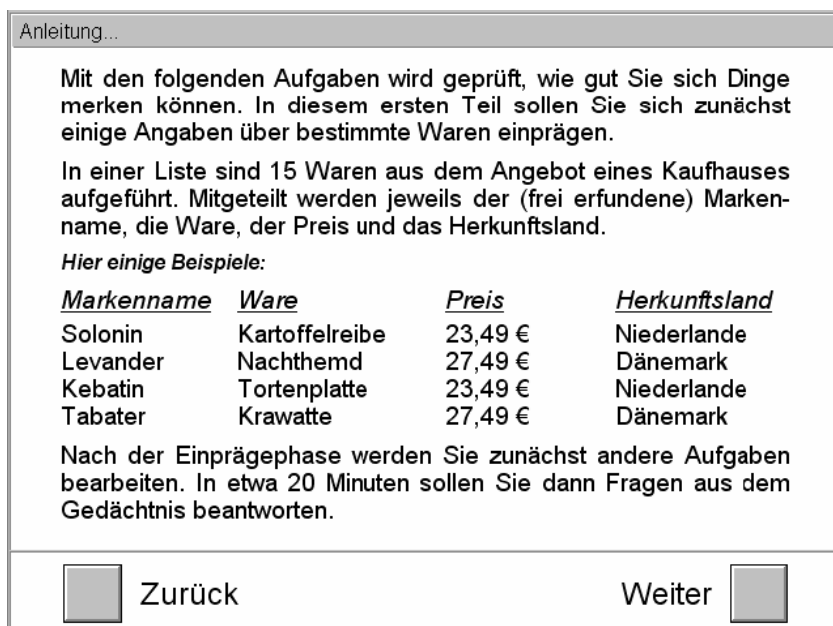 Anleitung...
Mit den folgenden Aufgaben wird geprüft, wie gut Sie sich Dinge
merken können. In diesem ersten Teil sollen Sie sich zunächst
einige Angaben über bestimmte Waren einprägen.
In einer Liste sind 15 Waren aus dem Angebot eines Kaufhauses
aufgeführt. Mitgeteilt werden jeweils der (frei erfundene) Marken-
name, die Ware, der Preis und das Herkunftsland.
Hier einige Beispiele:
Markenname Ware Preis Herkunftsland
Solonin Kartoffelreibe 23,49 € Niederlande
Levander Nachthemd 27,49 € Dänemark
Kebatin Tortenplatte 23,49 € Niederlande
Tabater Krawatte 27,49 € Dänemark
Nach der Einprägephase werden Sie zunächst andere Aufgaben
bearbeiten. In etwa 20 Minuten sollen Sie dann Fragen aus dem
Gedächtnis beantworten.
Zurück Weiter